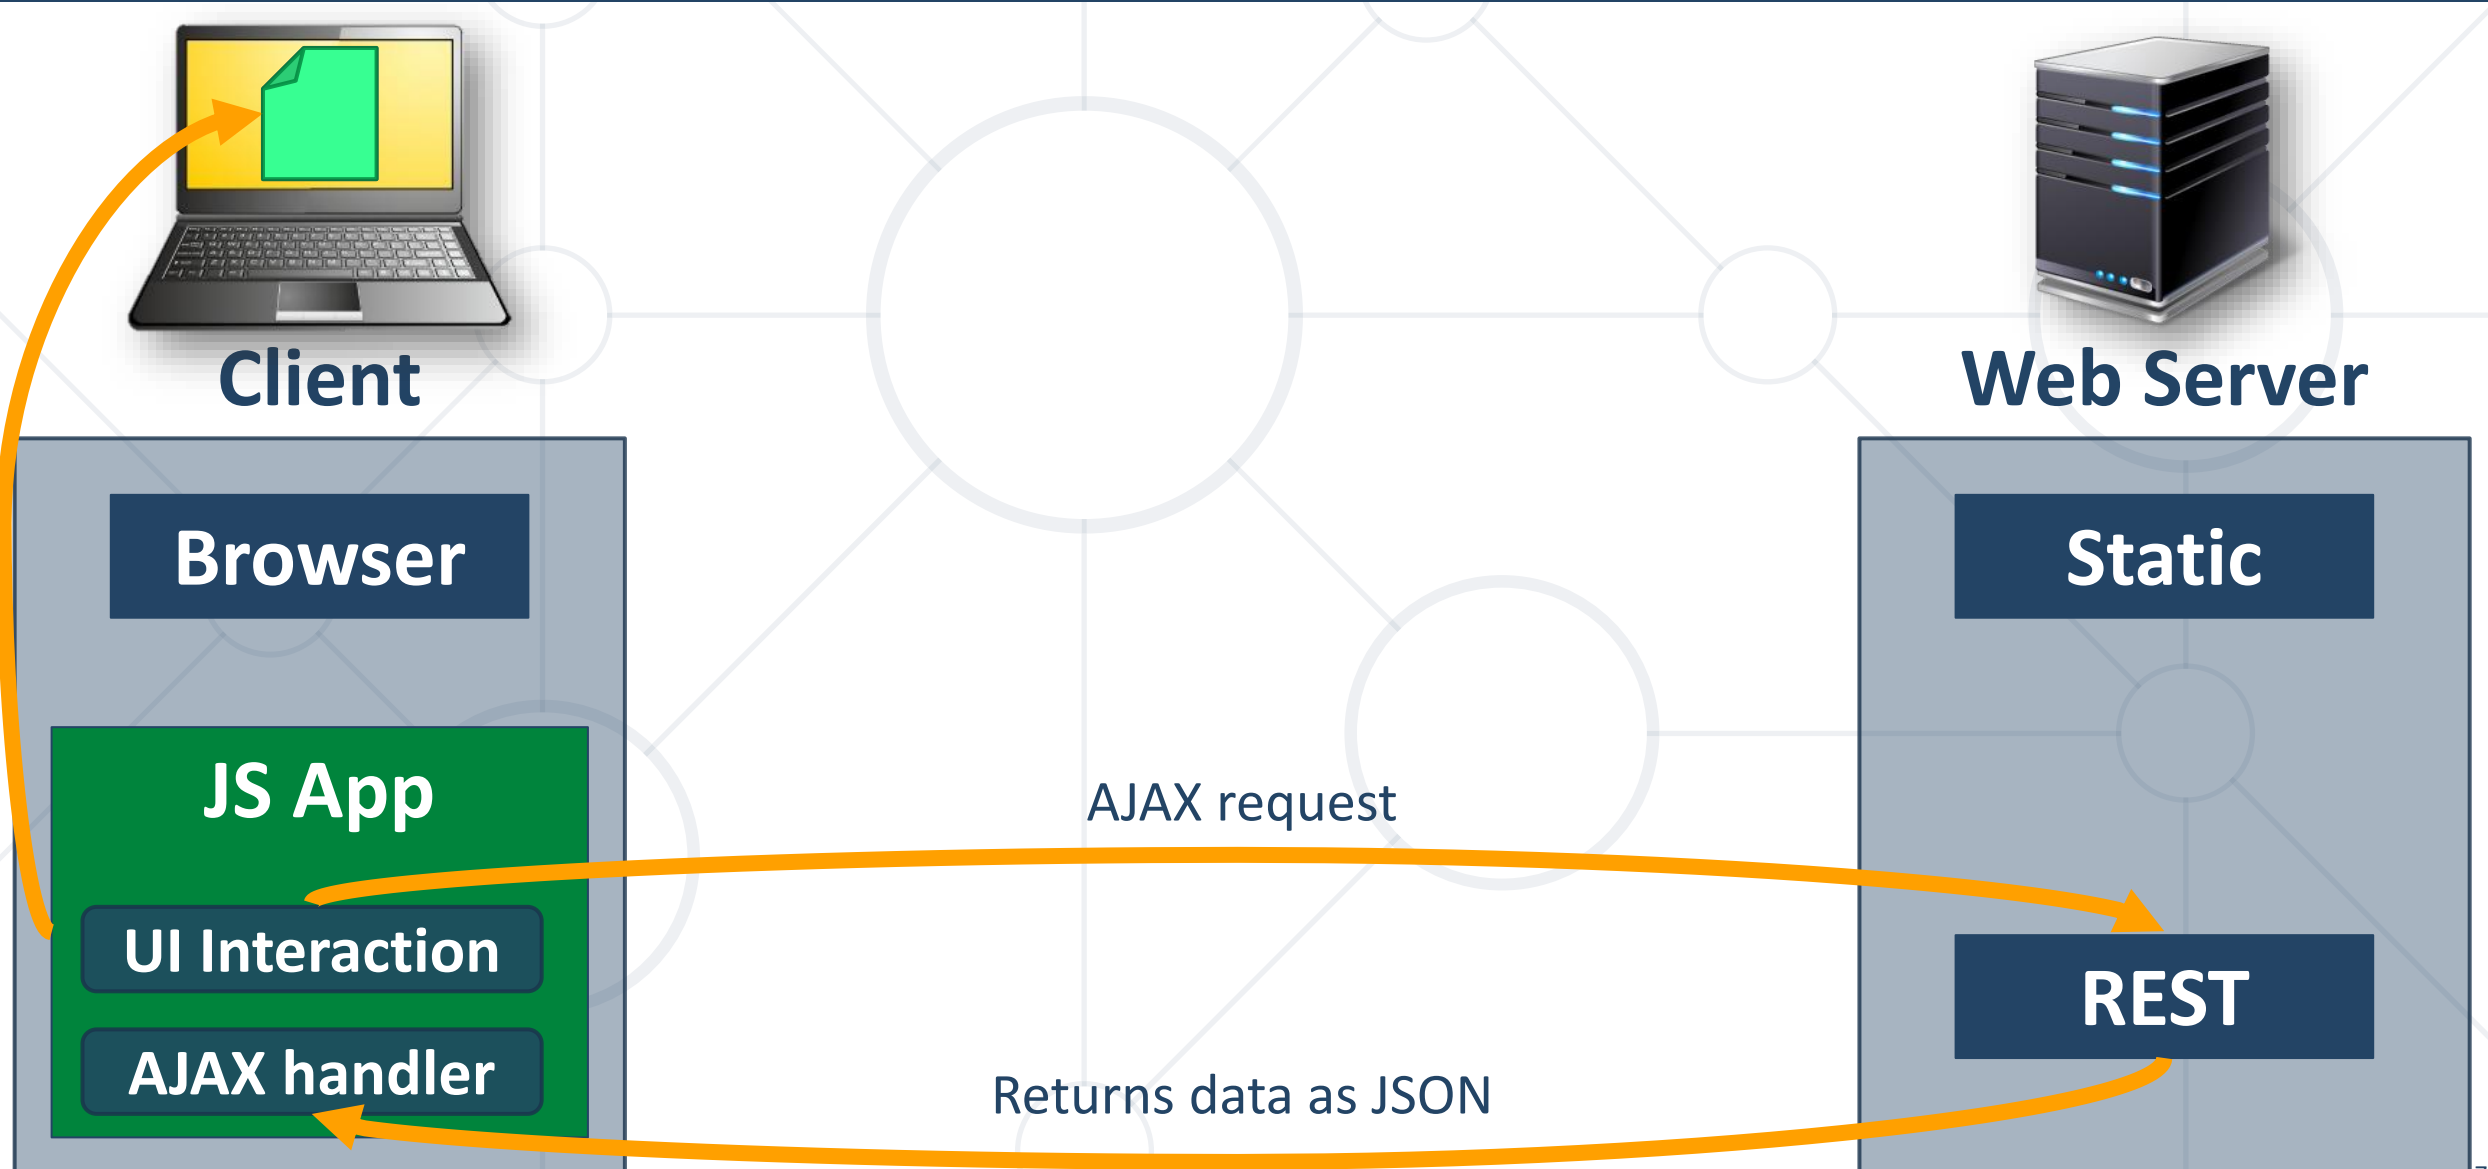 Client
Web Server
Browser
Static
JS App
AJAX request
UI Interaction
REST
AJAX handler
Returns data as JSON